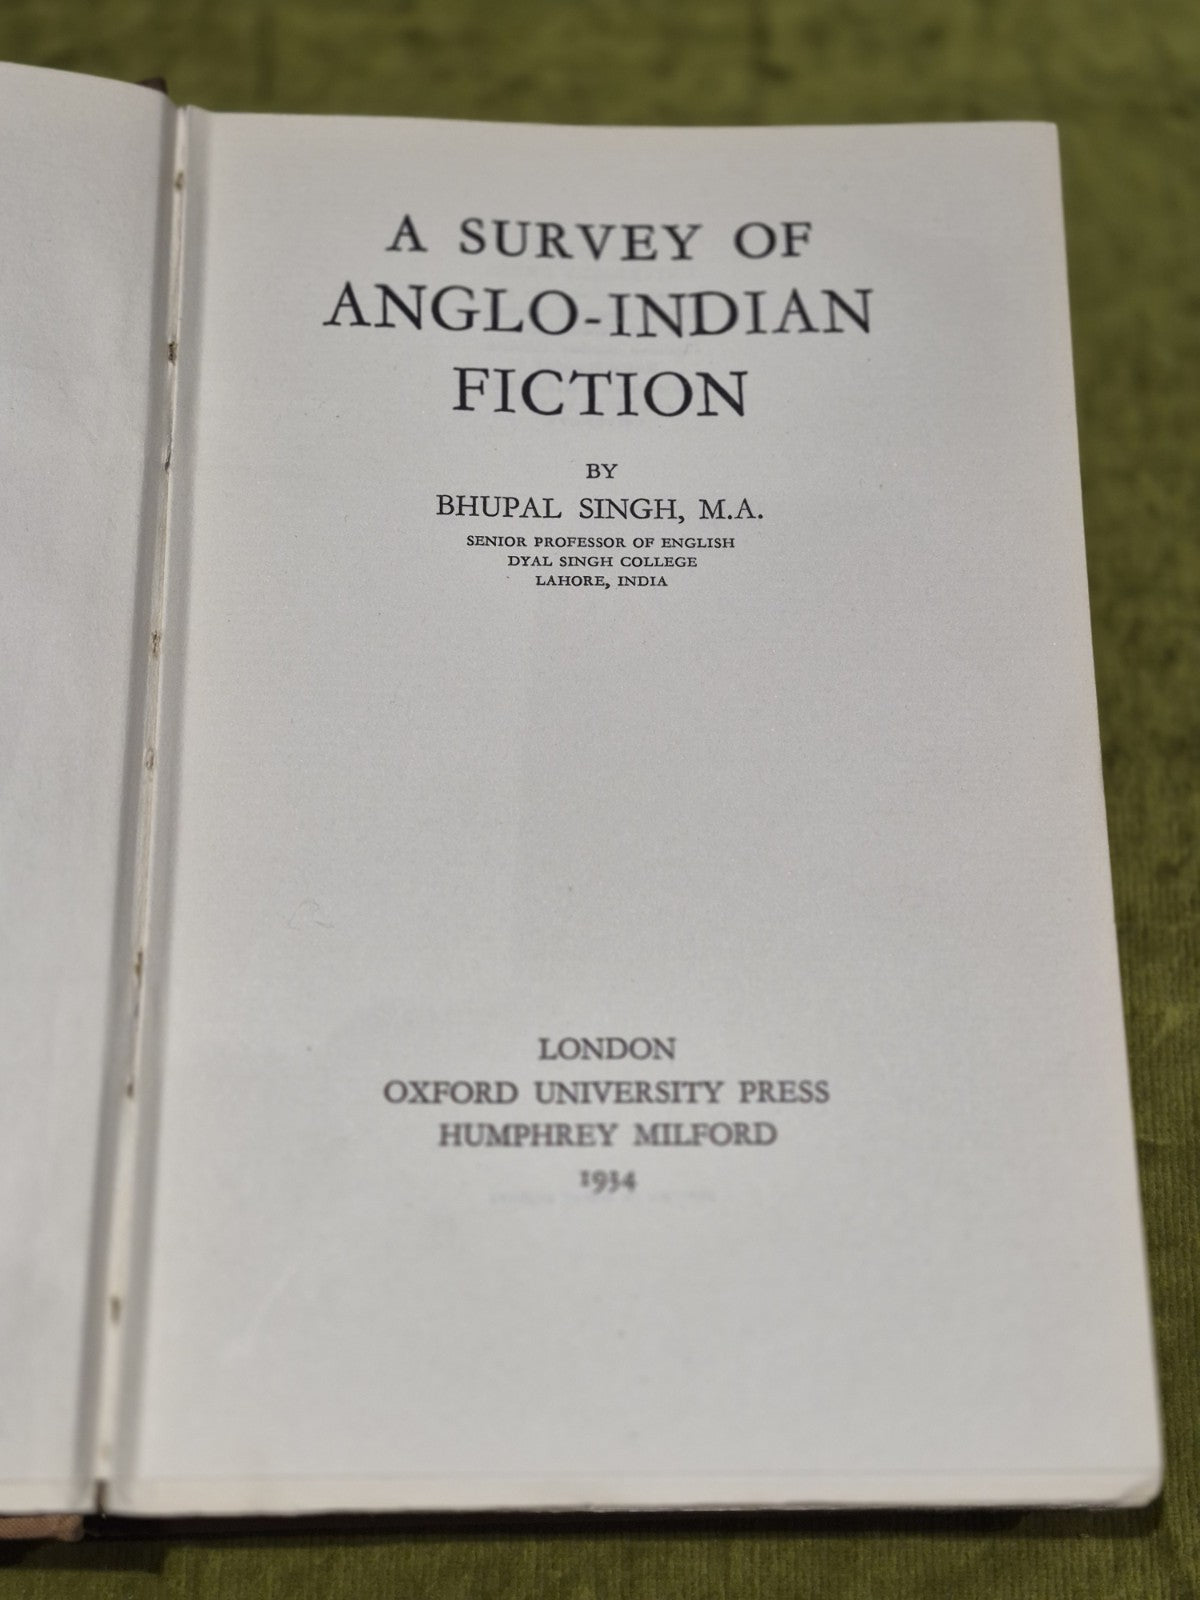 A SURVEY OF
ANGLO-INDIAN
FICTION
BY
BHUPAL SINGH, M.A.
SENIOR PROFESSOR OF ENGLISH
DYAL SINGH COLLEGE
LAHORE, INDIA
LONDON
OXFORD UNIVERSITY PRESS
HUMPHREY MILFORD
1934